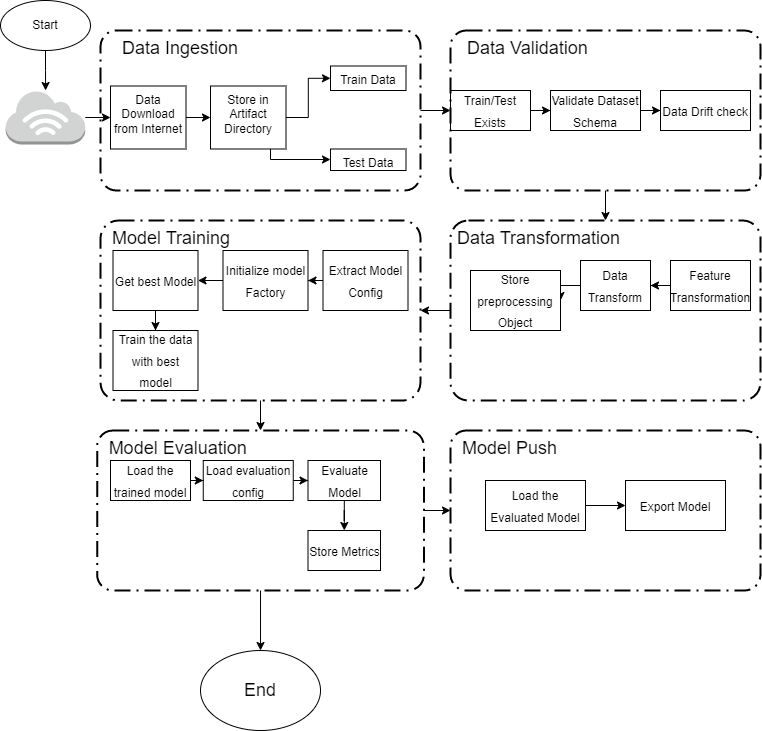 Start
Data Ingestion
Data
Download
from Internet
Store in
Artifact
Directory
Train Data
Test Data
Data Validation
Train/Test
Exists
Validate Dataset
Schema
Data Drift check
Data Transformation
Feature
Transformation
Data
Transform
Store
preprocessing
Object
Model Training
Extract Model
Config
Initialize model
Factory
Get best Model
Train the data
with best
model
Model Evaluation
Load the
trained model
Load evaluation
config
Evaluate
Model
Store Metrics
Model Push
Load the
Evaluated Model
Export Model
End